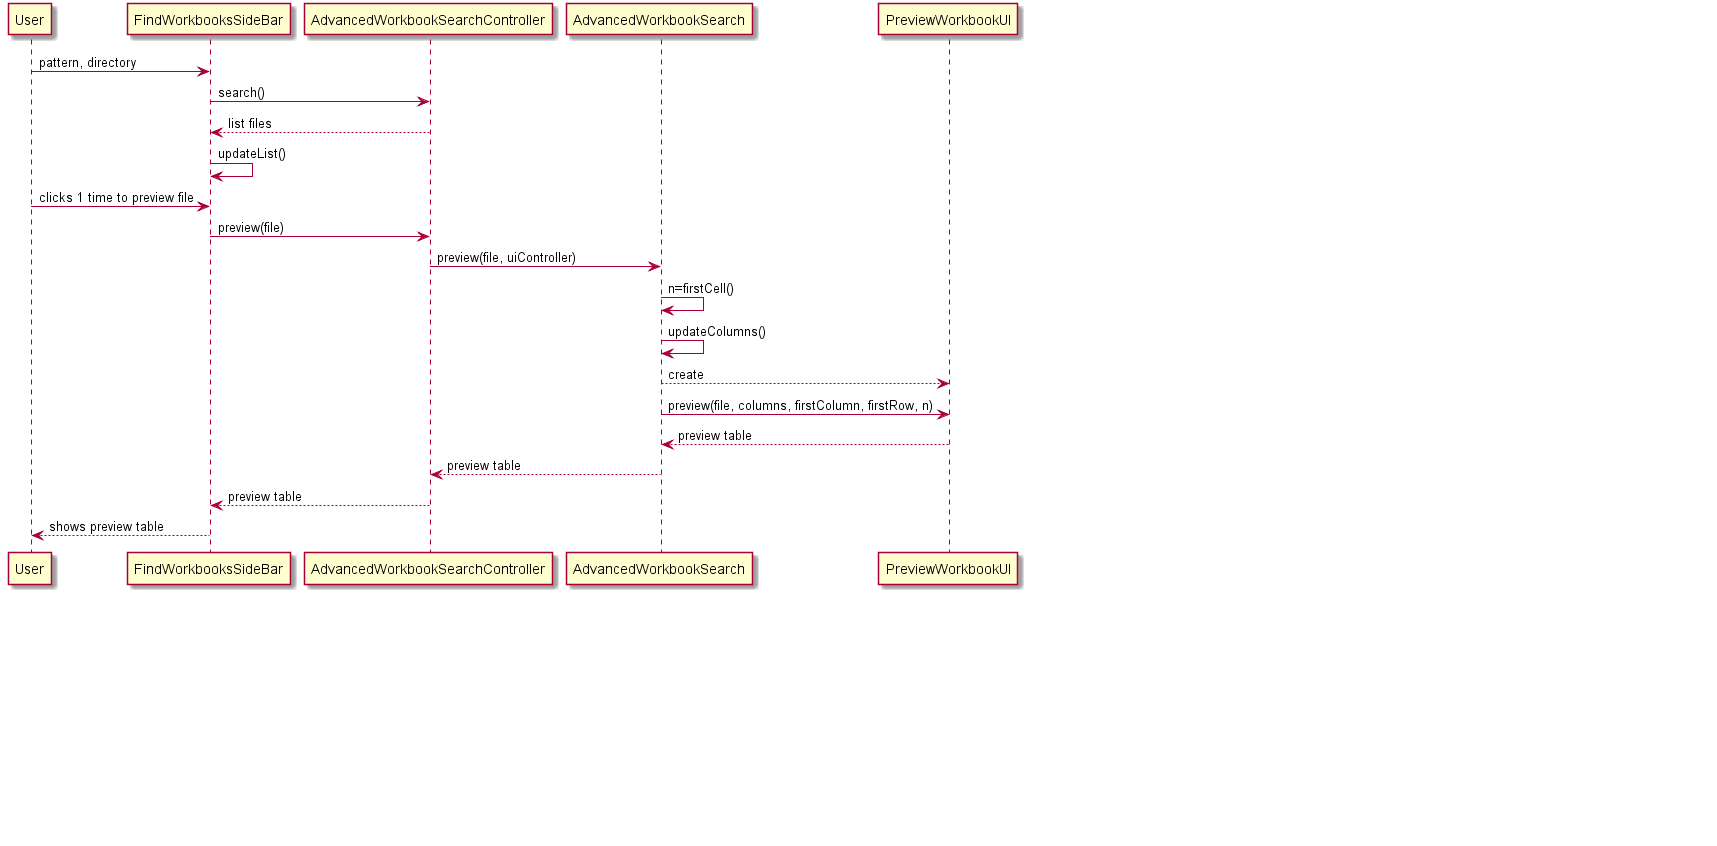 User FindWorkbooksSideBar AdvancedWorkbookSearchController AdvancedWorkbookSearch PreviewWorkbookUI
pattern, directory
search()
list files
updateList()
clicks 1 time to preview file
preview(file)
preview(file, uiController)
n=firstCell()
updateColumns()
create
preview(file, columns, firstColumn, firstRow, n)
preview table
preview table
preview table
shows preview table
User FindWorkbooksSideBar AdvancedWorkbookSearchController AdvancedWorkbookSearch PreviewWorkbookUI